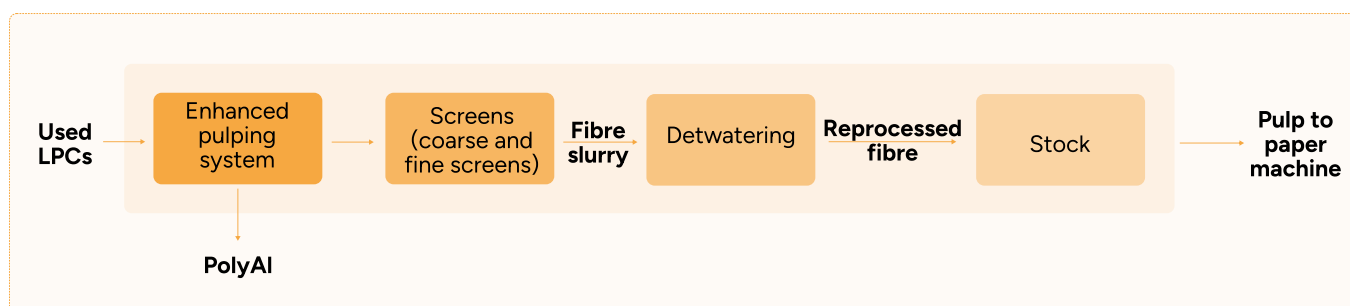 Used
LPCs
Enhanced
pulping
system
PolyAl
Screens
(coarse and
fine screens)
Fibre
slurry
Detwatering
Reprocessed
fibre
Stock
Pulp to
paper
machine